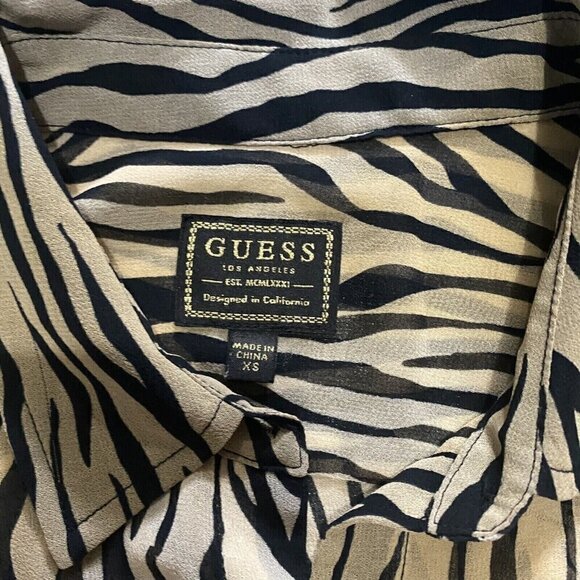 GUESS
LOS ANGELES
EST. MCMLXXXI
Designed in California
MADE IN
CHINA
XS